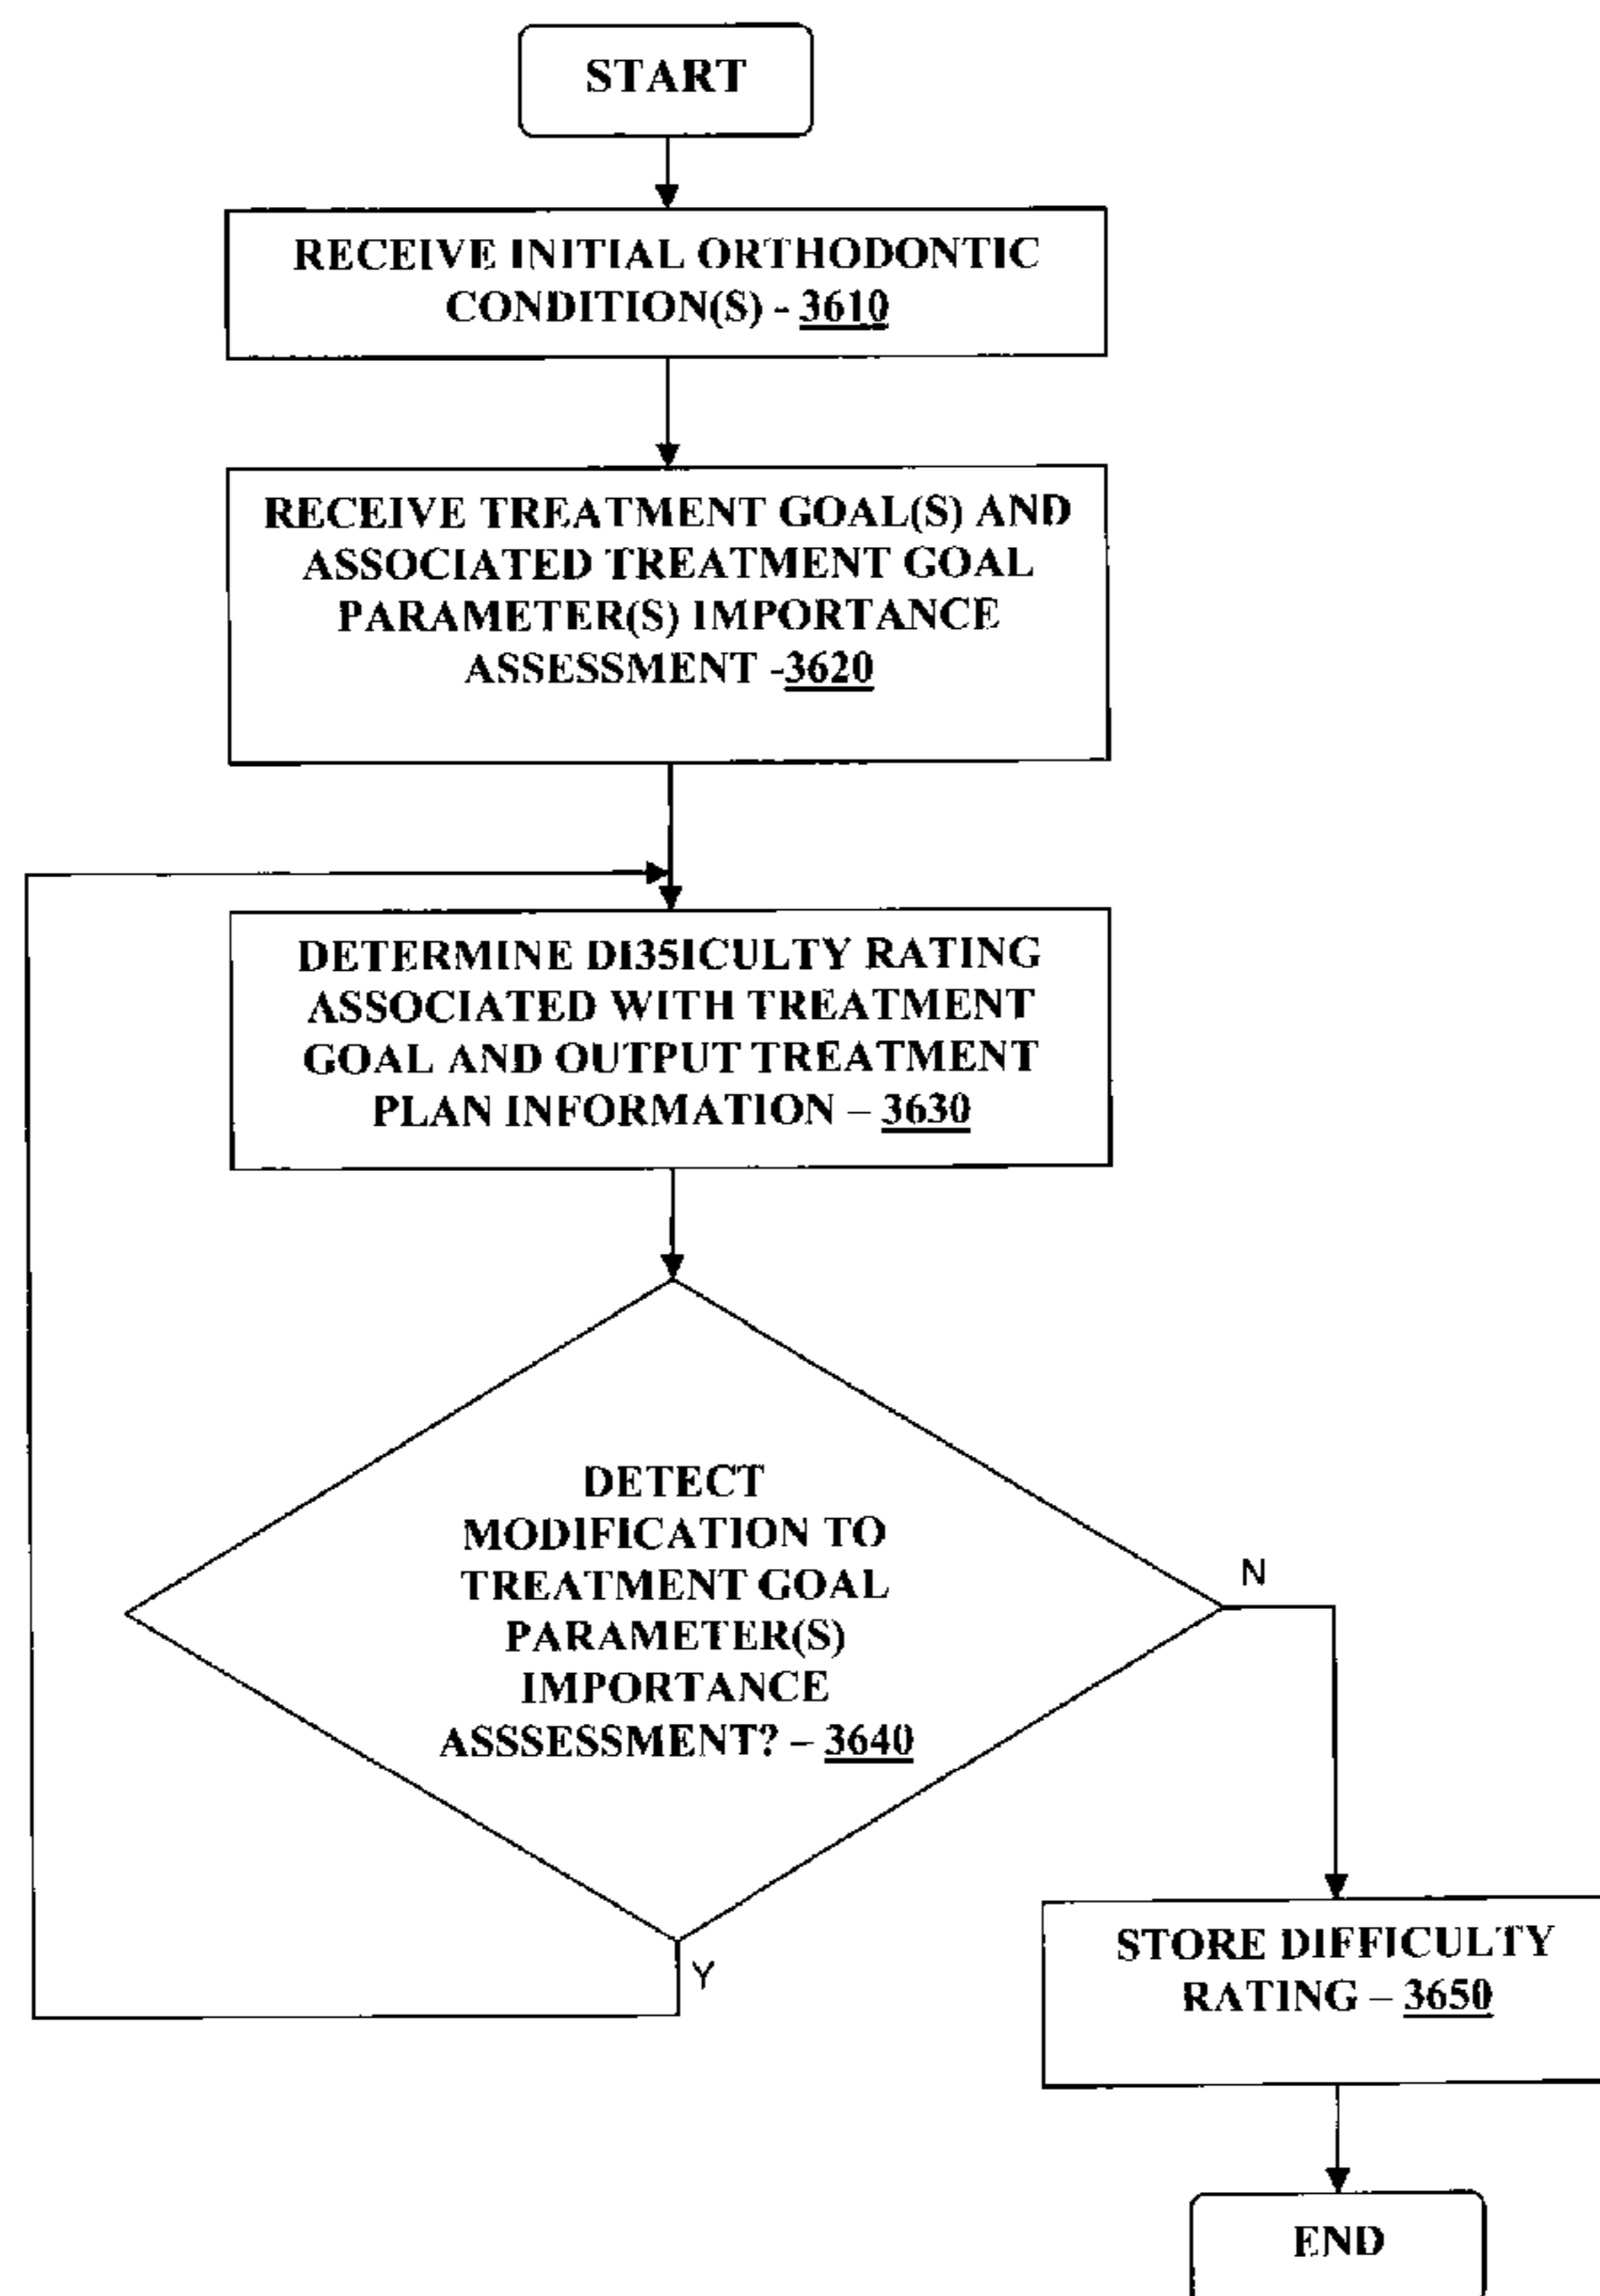 START
RECEIVE INITIAL ORTHODONTIC
CONDITION(S) - 3610
RECEIVE TREATMENT GOAL(S) AND
ASSOCIATED TREATMENT GOAL
PARAMETER(S) IMPORTANCE
ASSESSMENT -3620
DETERMINE DI35ICULTY RATING
ASSOCIATED WITH TREATMENT
GOAL AND OUTPUT TREATMENT
PLAN INFORMATION – 3630
DETECT
MODIFICATION TO
TREATMENT GOAL
PARAMETER(S)
IMPORTANCE
ASSSESSMENT? – 3640
N
Y
STORE DIFFICULTY
RATING – 3650
END